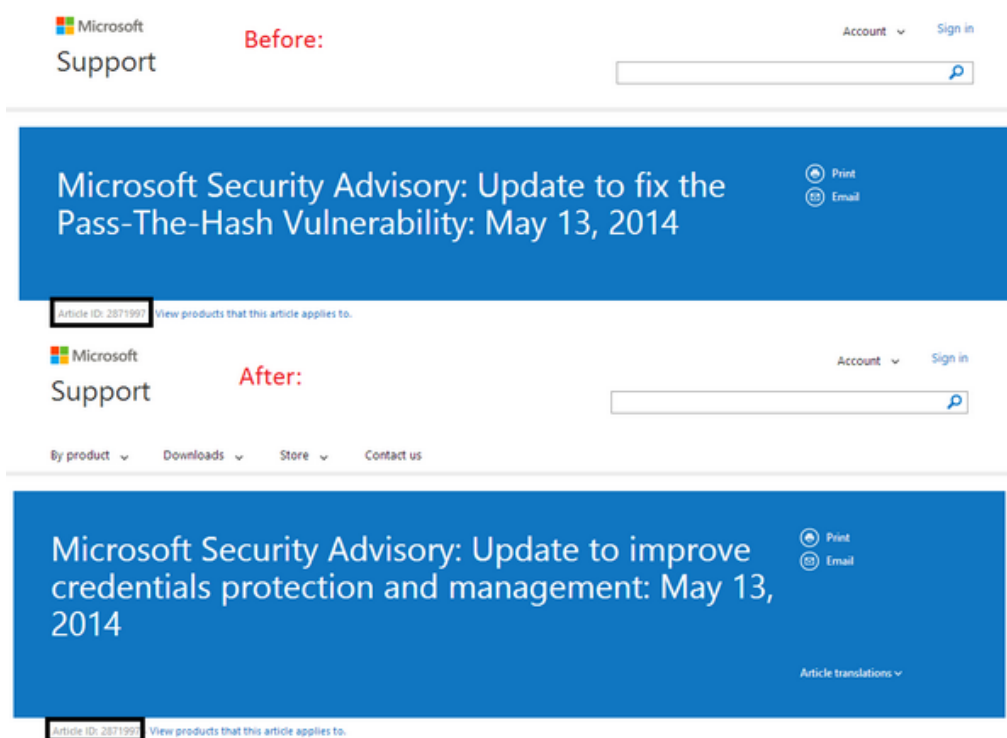 Microsoft
Before:
Account
Sign in
Support
Microsoft Security Advisory: Update to fix the
Pass-The-Hash Vulnerability: May 13, 2014
Print
Email
Article ID: 2871997 View products that this article applies to.
Microsoft
After:
Account
Sign in
Support
By product Downloads Store Contact us
Microsoft Security Advisory: Update to improve
credentials protection and management: May 13,
2014
Print
Email
Article translations
Article ID: 2871997 View products that this article applies to.